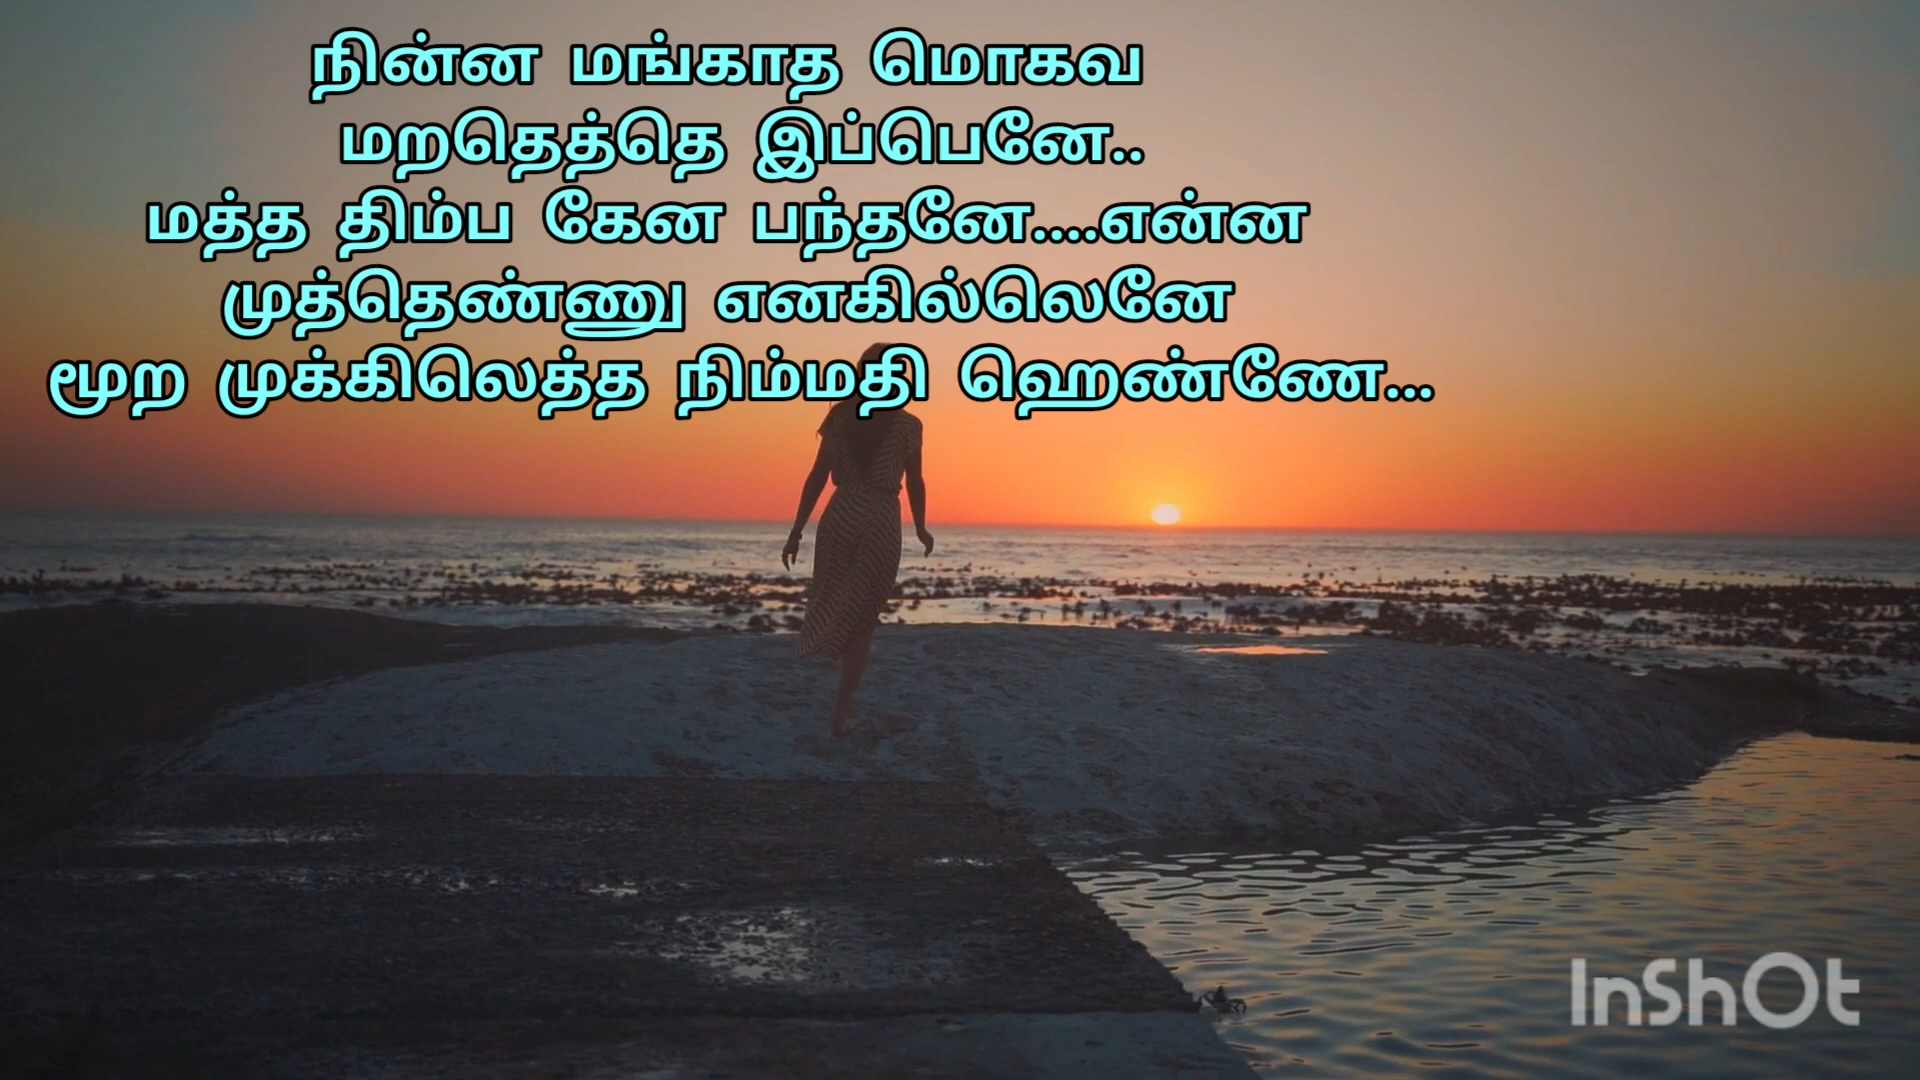 நின்ன மங்காத மொகவ
மறதெத்தெ இப்பெனே..
மத்த திம்ப கேன பந்தனே....என்ன
முத்தெண்ணு எனகில்லெனே
மூற முக்கிலெத்த நிம்மதி ஹெண்ணே...
InShOt